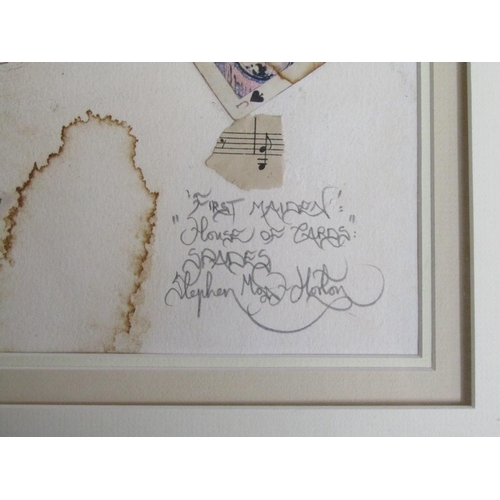 'First Maiden':
"House of Cards:
Spades
Stephen Moss Horton